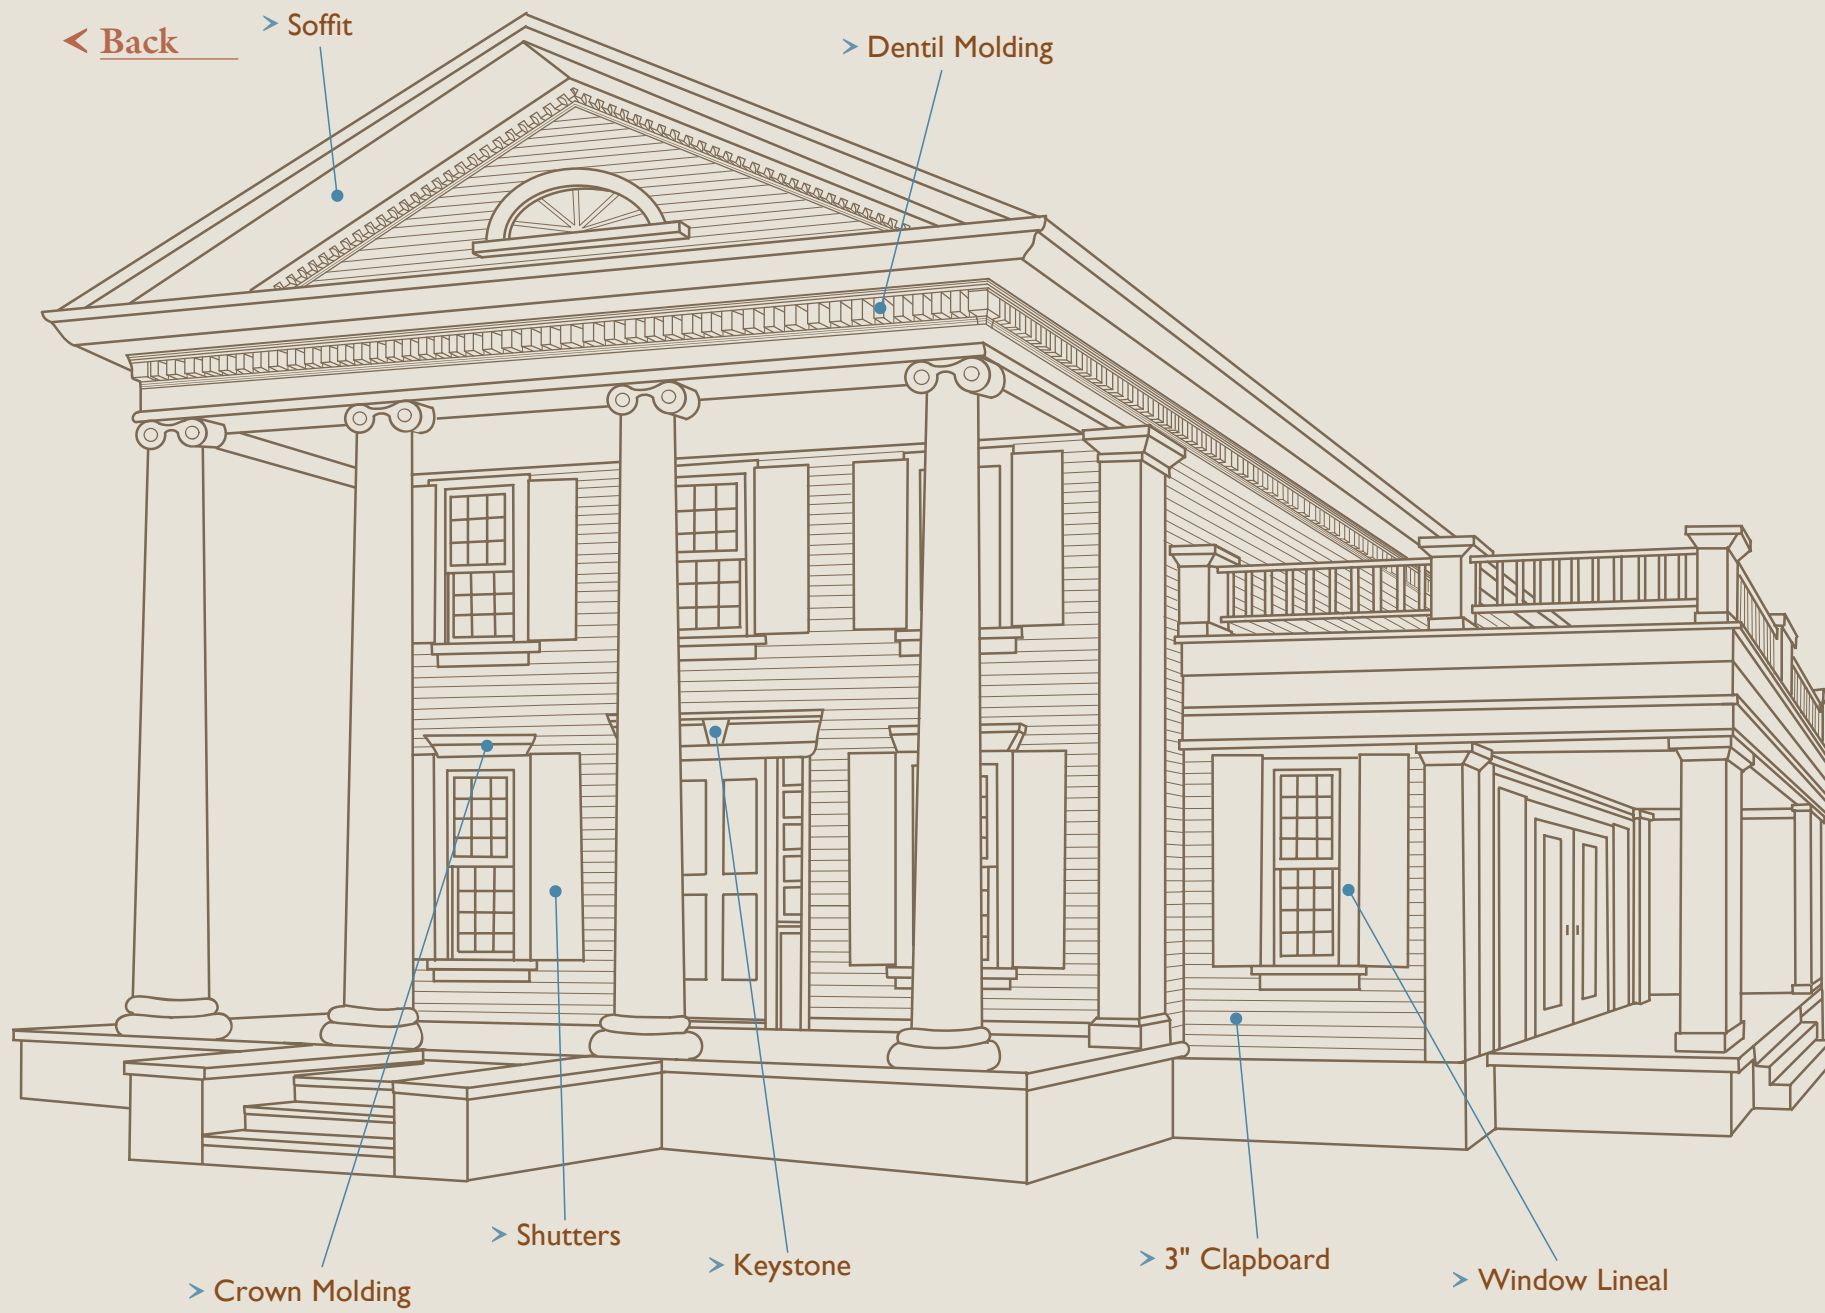 < Back
> Soffit
> Dentil Molding
> Shutters
> Keystone
> 3" Clapboard
> Window Lineal
> Crown Molding